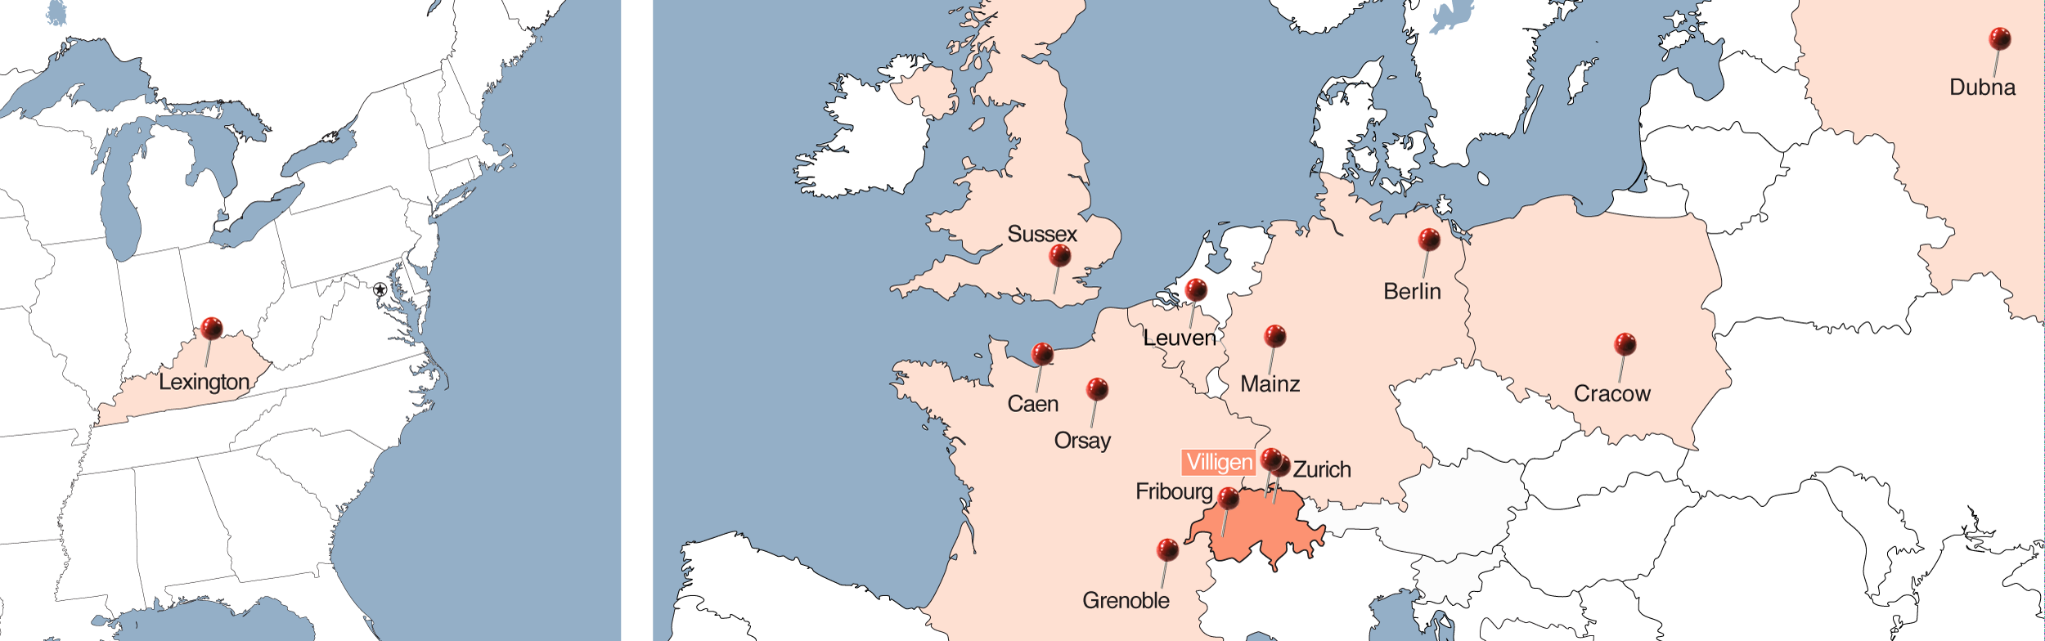 Dubna
Sussex
Berlin
Leuven
Lexington
Mainz
Caen
Cracow
Orsay
Villigen
Zurich
Fribourg
Grenoble